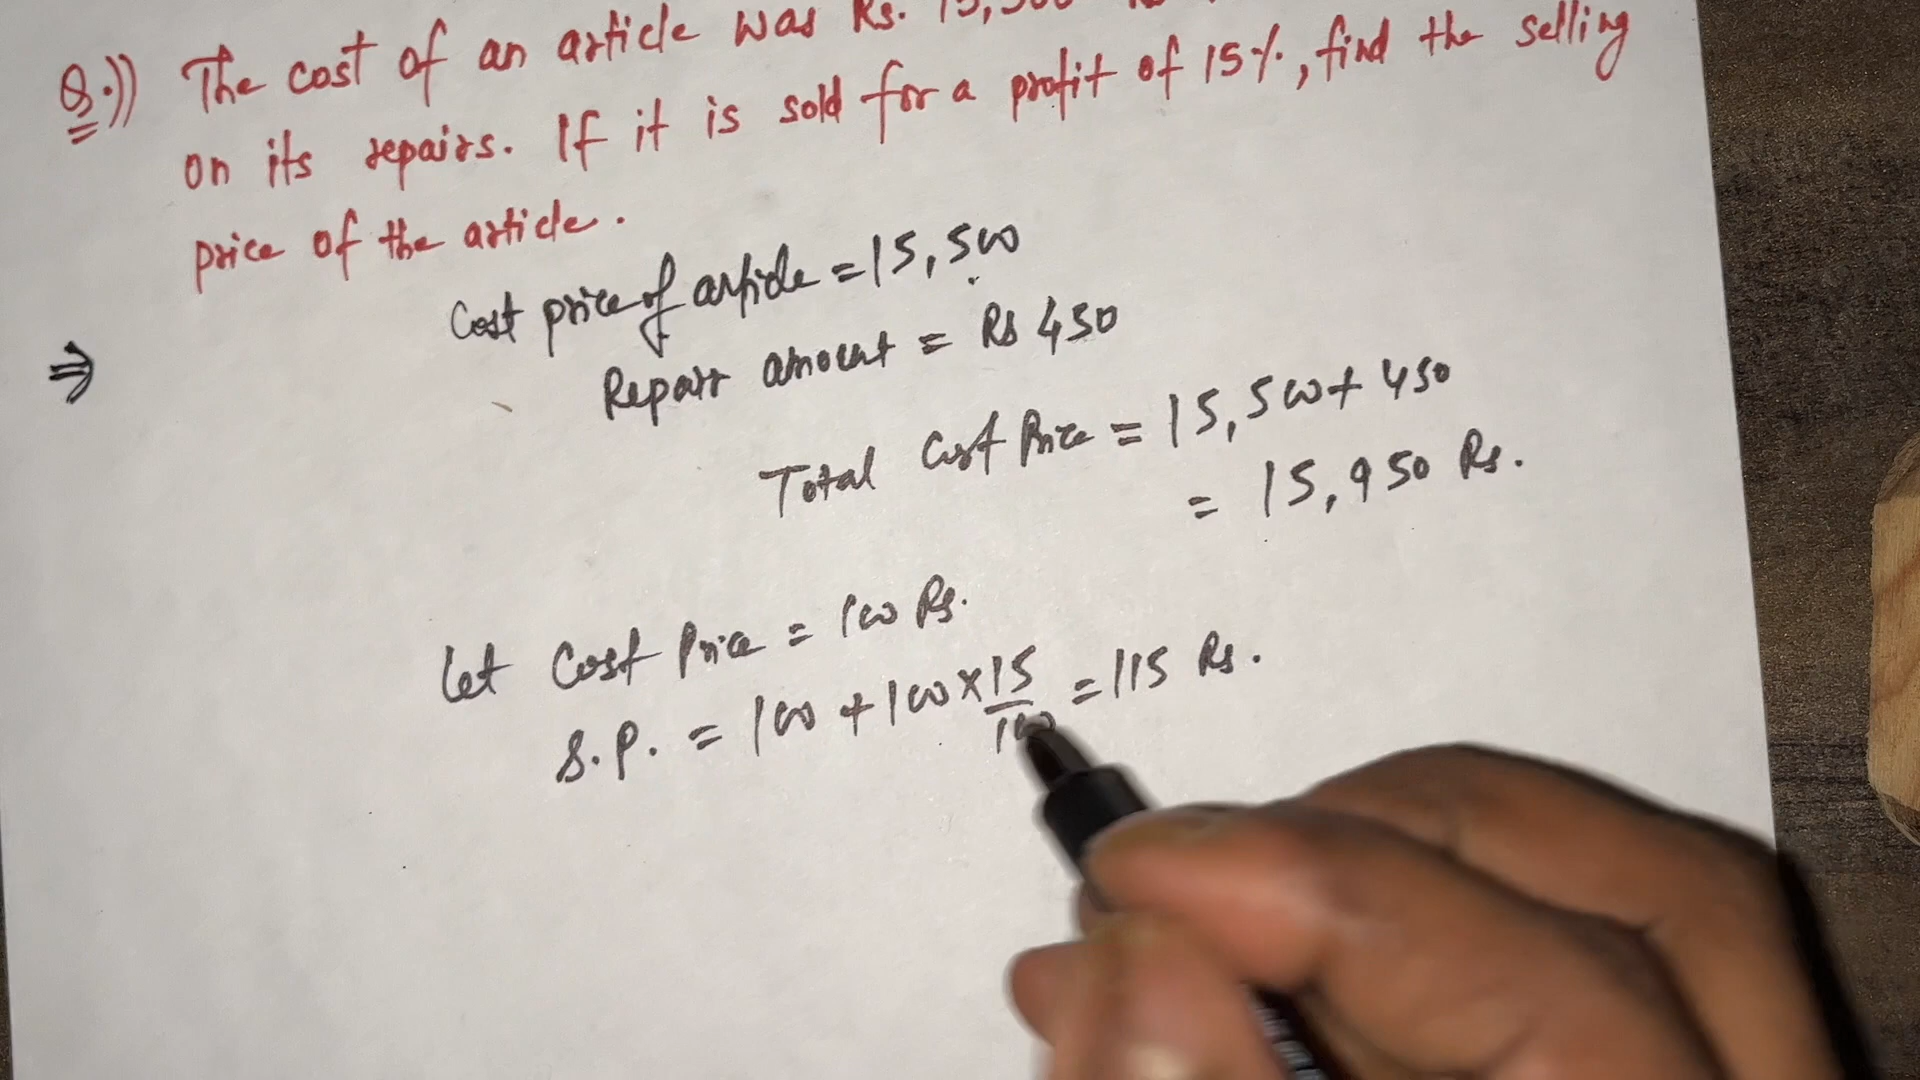 Q.)) The cost of an article was Rs. 15,500
on its repairs. If it is sold for a profit of 15%, find the selling
price of the article.
⇒ Cost price of article = 15,500
Repair amount = Rs 450
Total Cost Price = 15,500 + 450
= 15,950 Rs.
Let Cost Price = 100 Rs.
S.P. = 100 + 100 × 15/100 = 115 Rs.